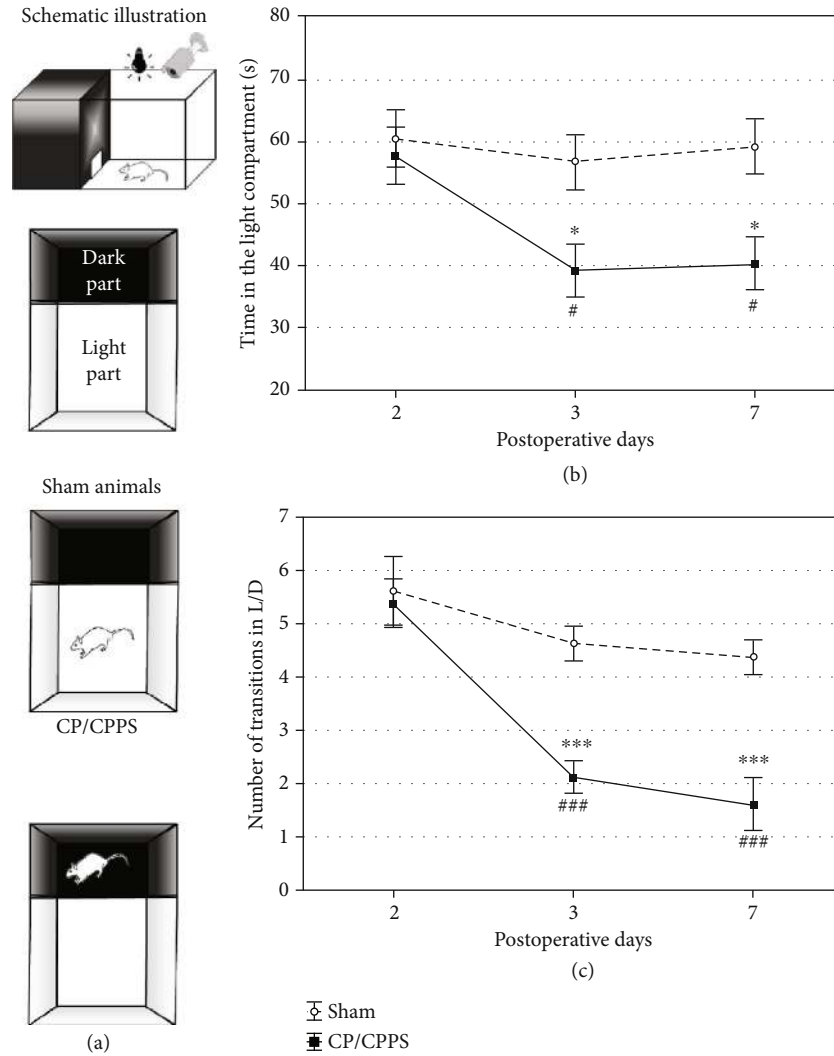 Schematic illustration
Dark
part
Light
part
Sham animals
CP/CPPS
(a)
80
70
60
50
40
30
20
Time in the light compartment (s)
*
#
*
#
2
3
7
Postoperative days
(b)
7
6
5
4
3
2
1
0
Number of transitions in L/D
***
###
***
###
2
3
7
Postoperative days
(c)
Sham
CP/CPPS